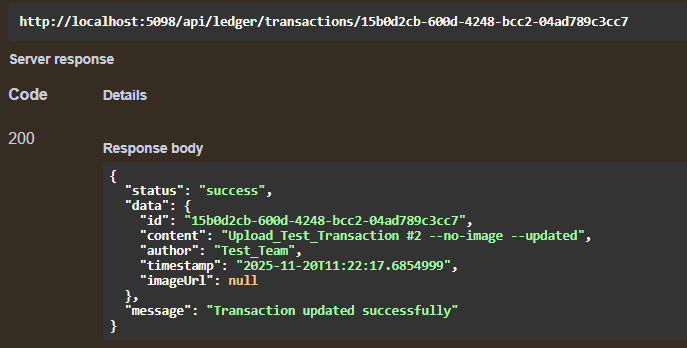 http://localhost:5098/api/ledger/transactions/15b0d2cb-600d-4248-bcc2-04ad789c3cc7
Server response
Code Details
200
Response body
{
  "status": "success",
  "data": {
    "id": "15b0d2cb-600d-4248-bcc2-04ad789c3cc7",
    "content": "Upload_Test_Transaction #2 --no-image --updated",
    "author": "Test_Team",
    "timestamp": "2025-11-20T11:22:17.6854999",
    "imageUrl": null
  },
  "message": "Transaction updated successfully"
}